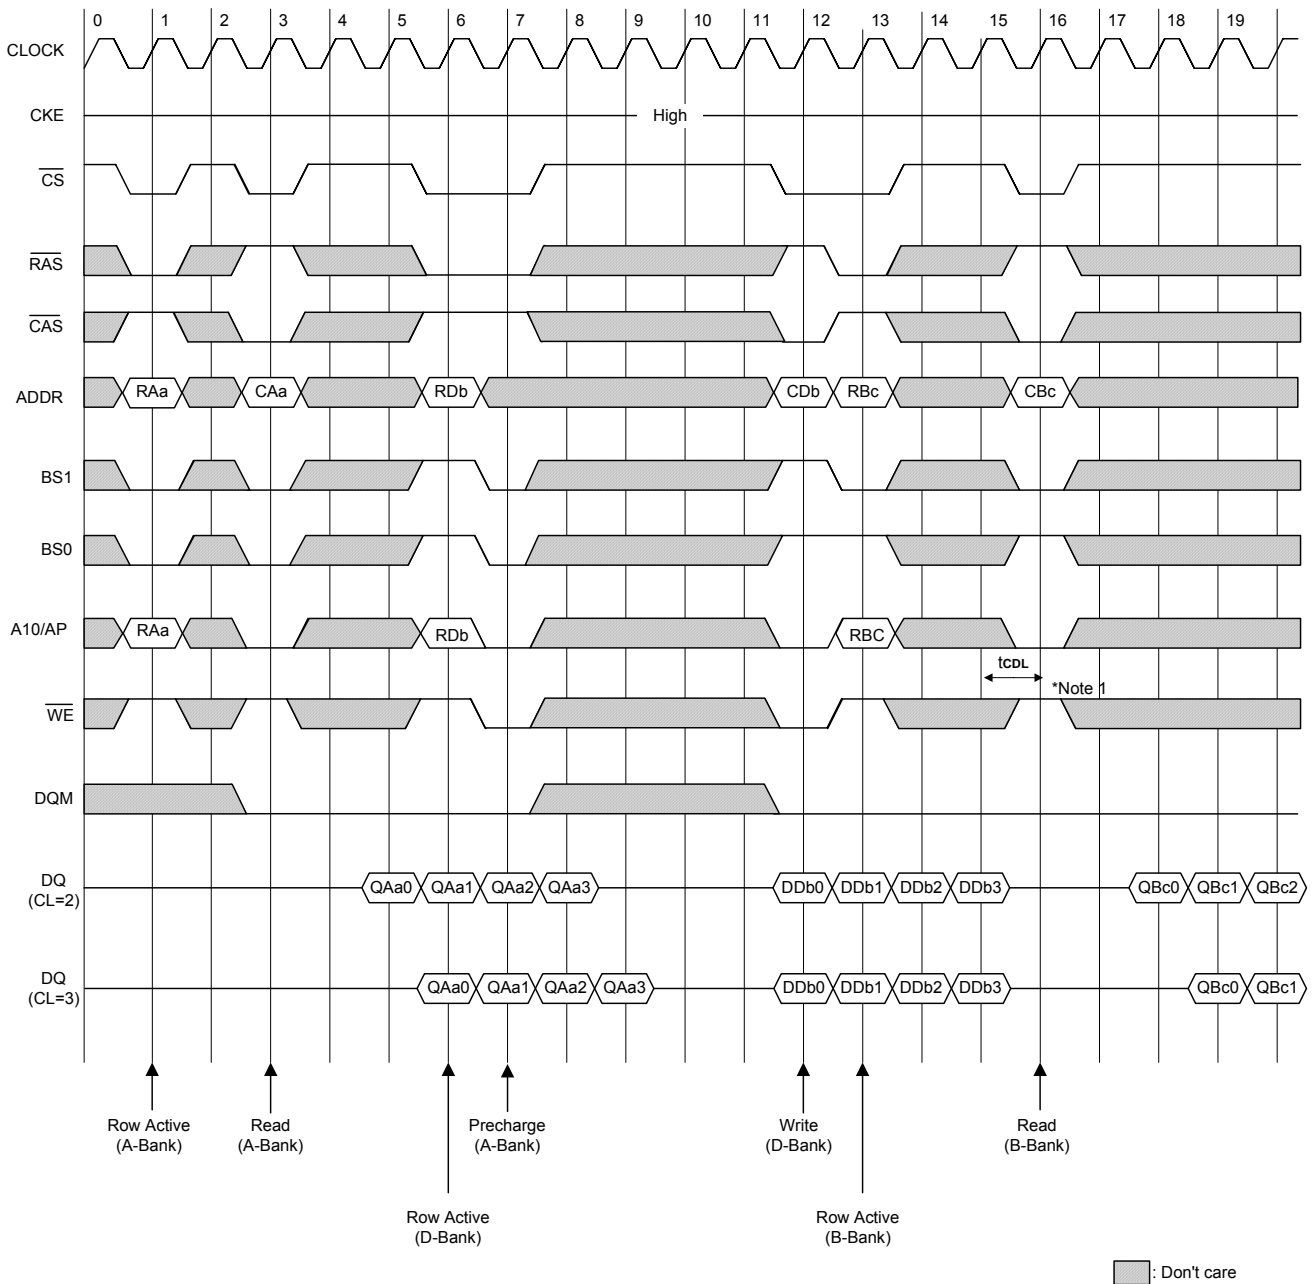 0 1 2 3 4 5 6 7 8 9 10 11 12 13 14 15 16 17 18 19
CLOCK
CKE
High
CS
RAS
CAS
ADDR
RAa CAa RDb CDb RBc CBc
BS1
BS0
A10/AP
RAa RDb RBC
tCDL
*Note 1
WE
DQM
DQ
(CL=2)
QAa0 QAa1 QAa2 QAa3 DDb0 DDb1 DDb2 DDb3 QBc0 QBc1 QBc2
DQ
(CL=3)
QAa0 QAa1 QAa2 QAa3 DDb0 DDb1 DDb2 DDb3 QBc0 QBc1
Row Active
(A-Bank)
Read
(A-Bank)
Precharge
(A-Bank)
Write
(D-Bank)
Read
(B-Bank)
Row Active
(D-Bank)
Row Active
(B-Bank)
: Don't care